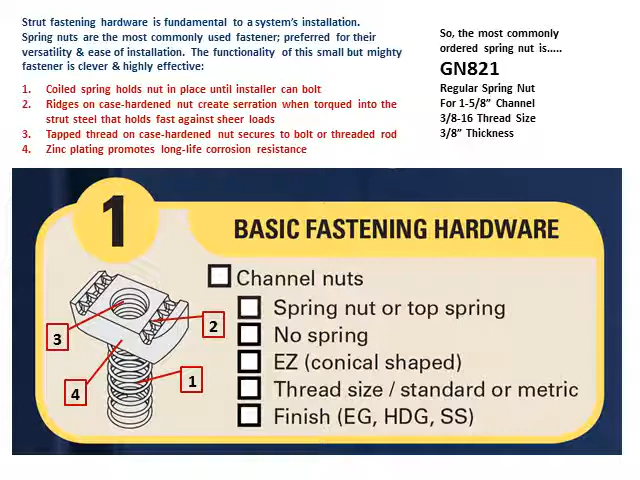 Strut fastening hardware is fundamental to a system's installation.
Spring nuts are the most commonly used fastener; preferred for their
versatility & ease of installation. The functionality of this small but mighty
fastener is clever & highly effective:
1. Coiled spring holds nut in place until installer can bolt
2. Ridges on case-hardened nut create serration when torqued into the
strut steel that holds fast against sheer loads
3. Tapped thread on case-hardened nut secures to bolt or threaded rod
4. Zinc plating promotes long-life corrosion resistance
So, the most commonly
ordered spring nut is.....
GN821
Regular Spring Nut
For 1-5/8" Channel
3/8-16 Thread Size
3/8" Thickness
1
BASIC FASTENING HARDWARE
Channel nuts
Spring nut or top spring
No spring
EZ (conical shaped)
Thread size / standard or metric
Finish (EG, HDG, SS)
3
2
4
1